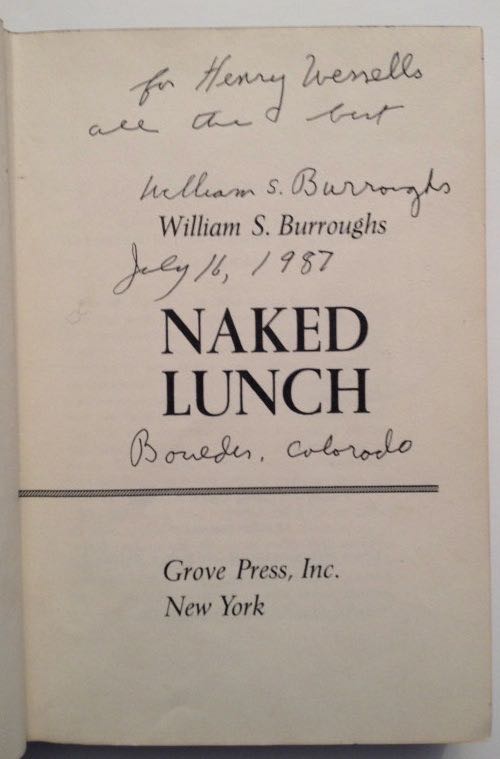 for Henry Wessells
all the best
William S. Burroughs
William S. Burroughs
July 16, 1987
NAKED
LUNCH
Boulder, Colorado
Grove Press, Inc.
New York